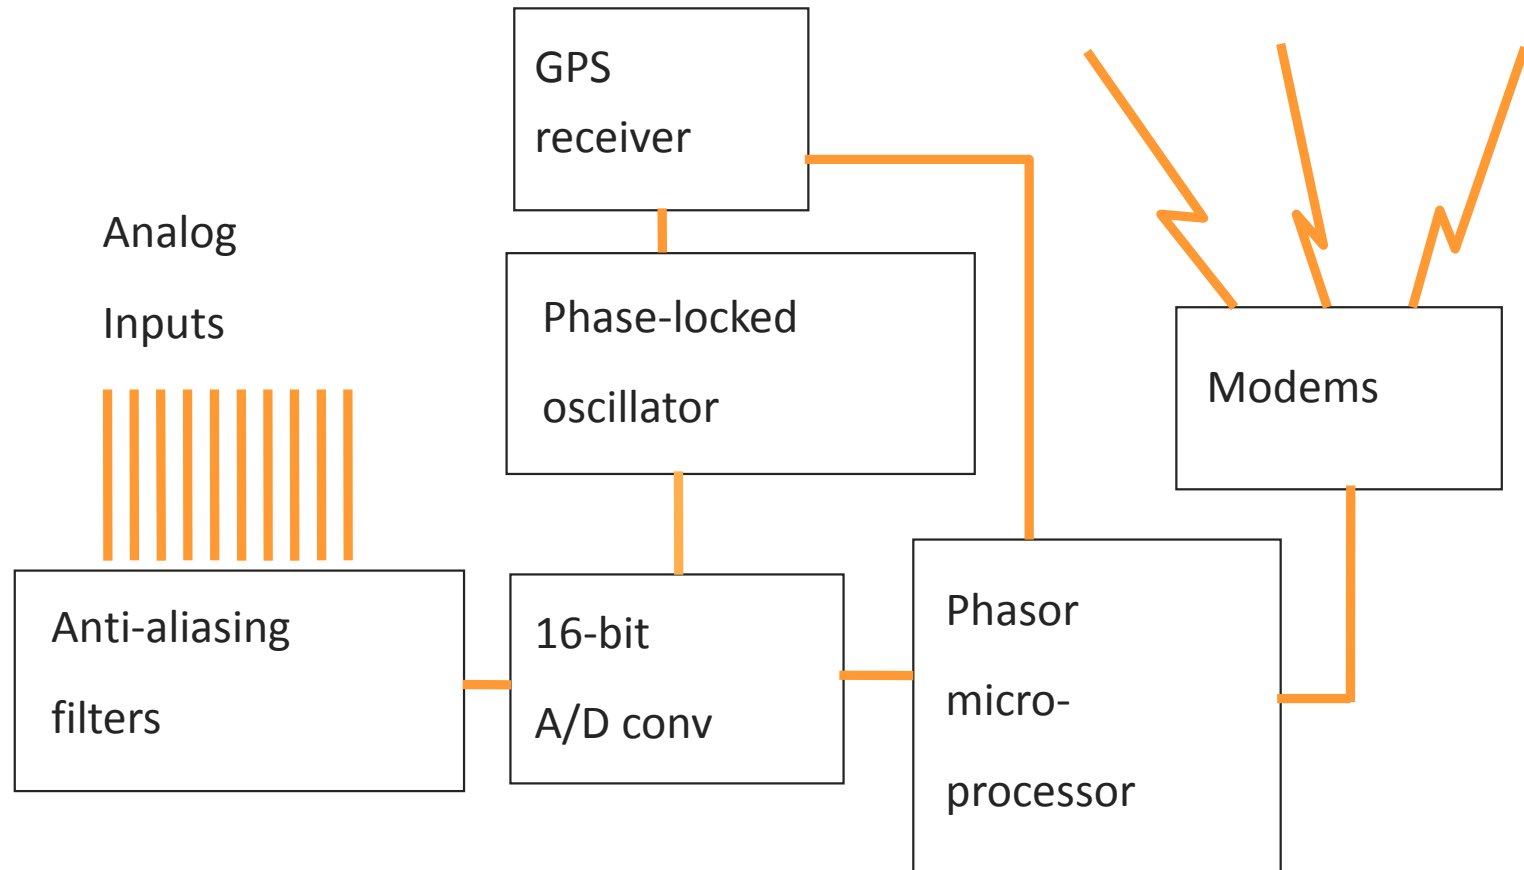 GPS
receiver
Analog
Inputs
Phase-locked
oscillator
Modems
Anti-aliasing
filters
16-bit
A/D conv
Phasor
micro-
processor